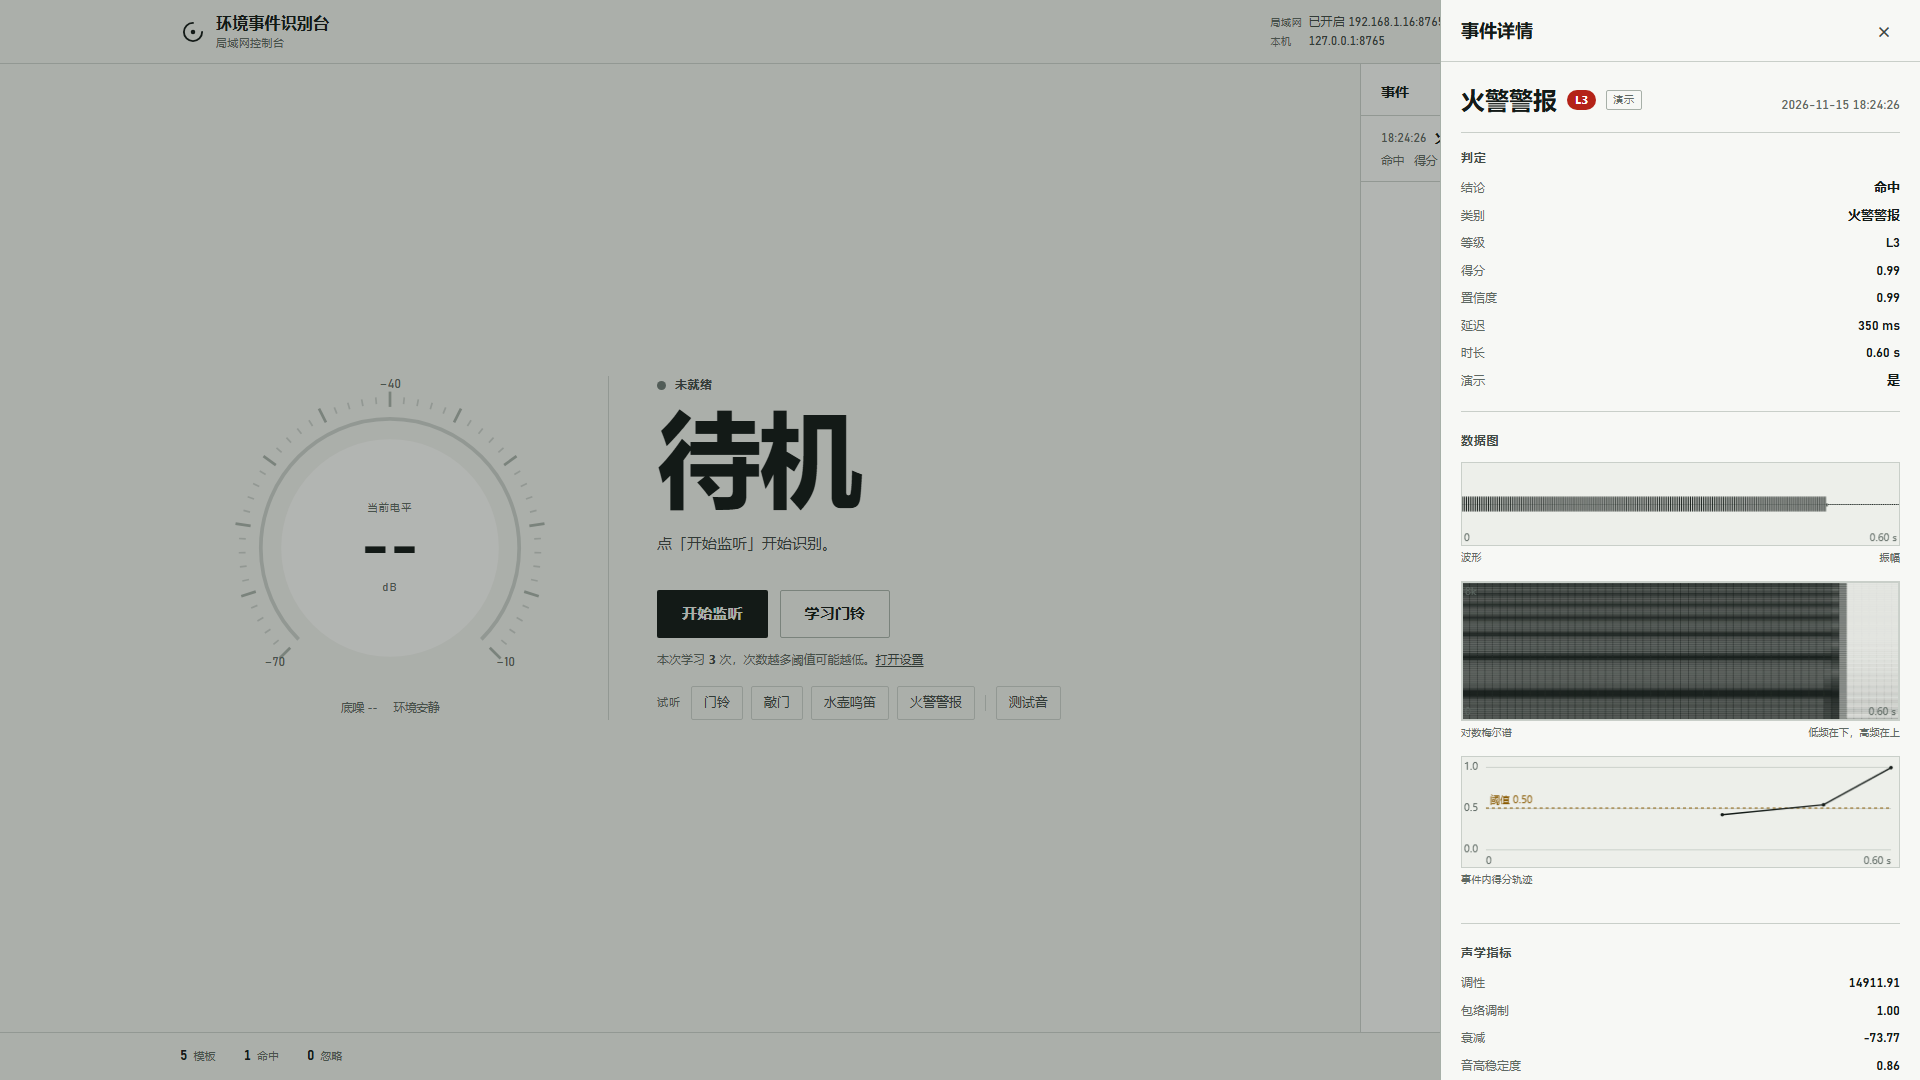 环境事件识别台
局域网控制台
局域网 已开启 192.168.1.16:8765
本机 127.0.0.1:8765
事件
18:24:26
命中 得分
-40
当前电平
--
dB
-70
-10
底噪 -- 环境安静
未就绪
待机
点「开始监听」开始识别。
开始监听 学习门铃
本次学习 3 次，次数越多阈值可能越低。打开设置
试听 门铃 敲门 水壶鸣笛 火警警报 测试音
5 模板 1 命中 0 忽略
事件详情
×
火警警报 L3 演示 2026-11-15 18:24:26
判定
结论 命中
类别 火警警报
等级 L3
得分 0.99
置信度 0.99
延迟 350 ms
时长 0.60 s
演示 是
数据图
0 0.60 s
波形 振幅
0.60 s
对数梅尔谱 低频在下，高频在上
1.0
阈值 0.50
0.5
0.0
0 0.60 s
事件内得分轨迹
声学指标
调性 14911.91
包络调制 1.00
衰减 -73.77
音高稳定度 0.86